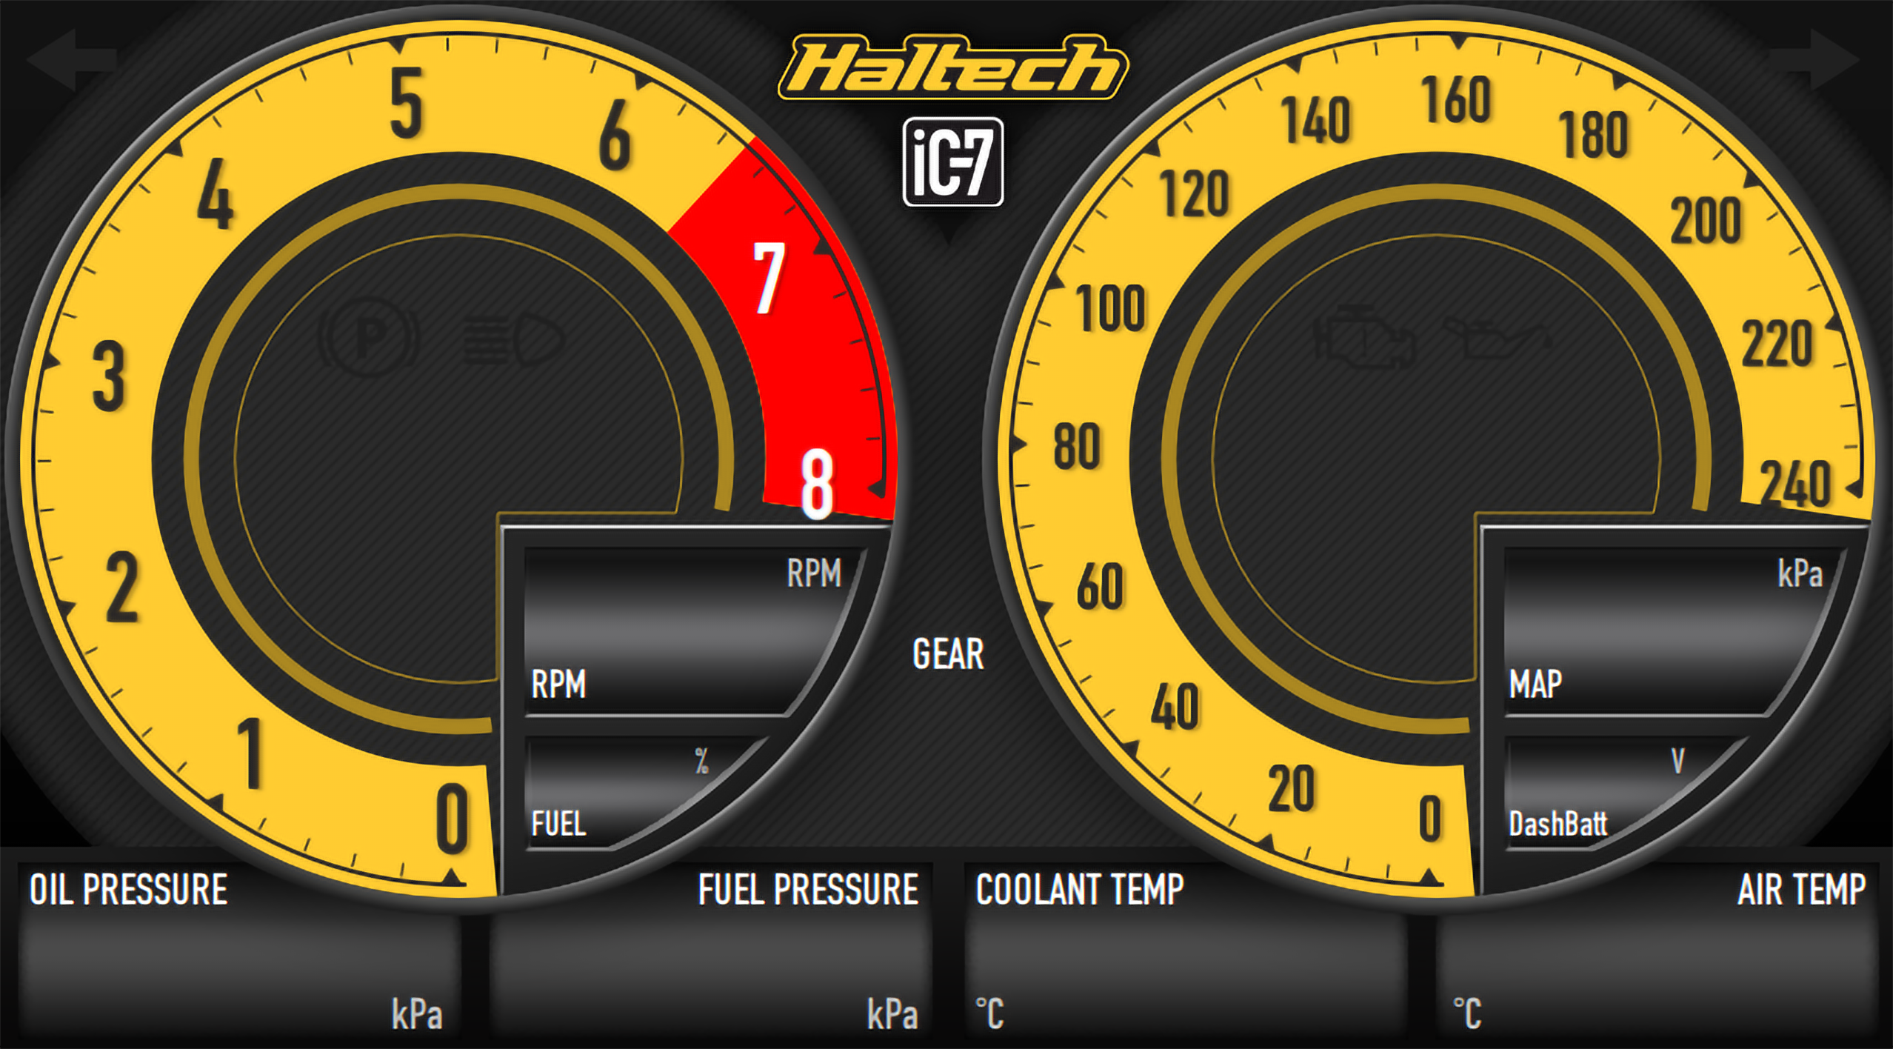 Haltech
iC-7
0
1
2
3
4
5
6
7
8
RPM
RPM
%
FUEL
P
GEAR
0
20
40
60
80
100
120
140
160
180
200
220
240
kPa
MAP
V
DashBatt
OIL PRESSURE
kPa
FUEL PRESSURE
kPa
COOLANT TEMP
°C
AIR TEMP
°C